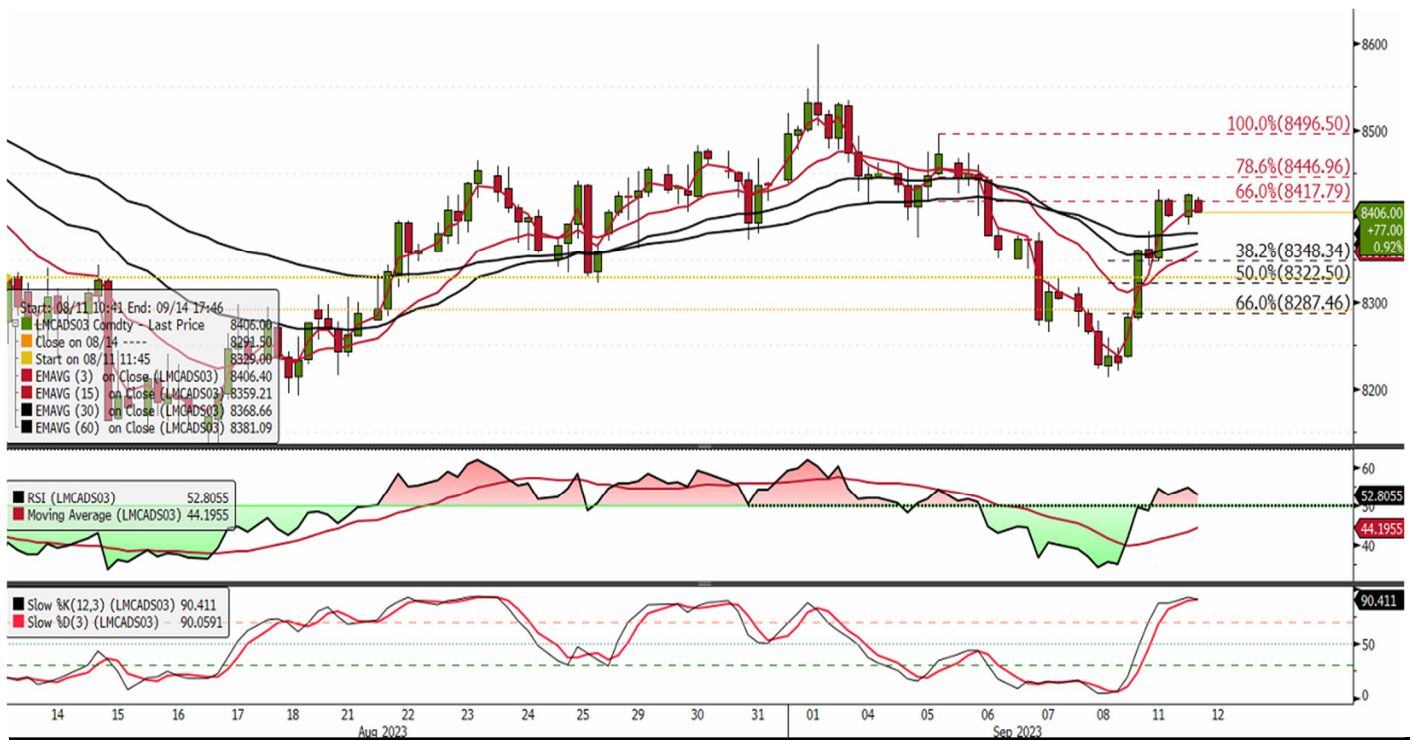 8600
100.0%(8496.50)
8500
78.6%(8446.96)
66.0%(8417.79)
8406.00
+77.00
0.92%
38.2%(8348.34)
50.0%(8322.50)
8300
66.0%(8287.46)
8200
Start: 08/11 10:41 End: 09/14 17:46
LMCADS03 Comdty - Last Price 8406.00
Close on 08/14 ---- 8291.50
Start on 08/11 11:45 8329.00
EMAVG (3) on Close (LMCADS03) 8406.40
EMAVG (15) on Close (LMCADS03) 8359.21
EMAVG (30) on Close (LMCADS03) 8368.66
EMAVG (60) on Close (LMCADS03) 8381.09
60
RSI (LMCADS03) 52.8055
Moving Average (LMCADS03) 44.1955
52.8055
50
44.1955
40
Slow %K(12,3) (LMCADS03) 90.411
Slow %D(3) (LMCADS03) 90.0591
90.411
50
0
14 15 16 17 18 21 22 23 24 25 28 29 30 31 01 04 05 06 07 08 11 12
Aug 2023 Sep 2023